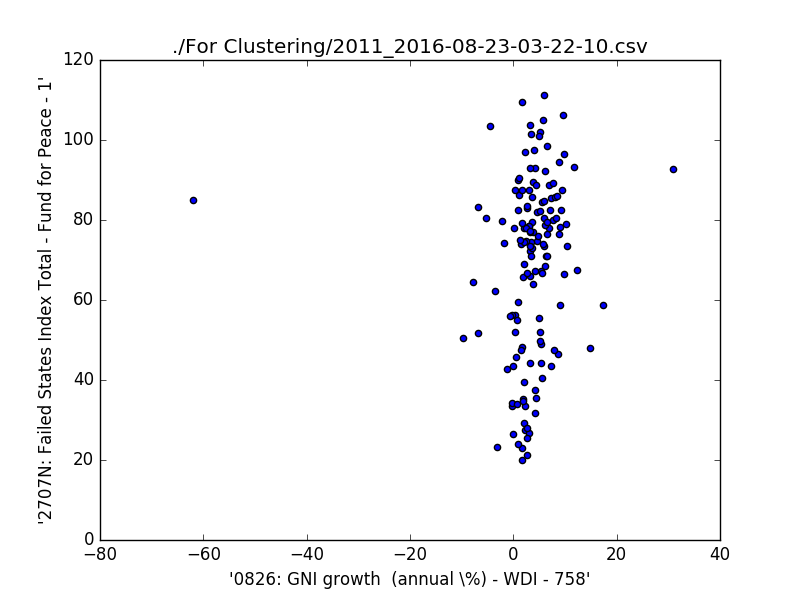 ./For Clustering/2011_2016-08-23-03-22-10.csv
120
100
80
60
40
20
0
'2707N: Failed States Index Total - Fund for Peace - 1'
−80 −60 −40 −20 0 20 40
'0826: GNI growth  (annual \%) - WDI - 758'